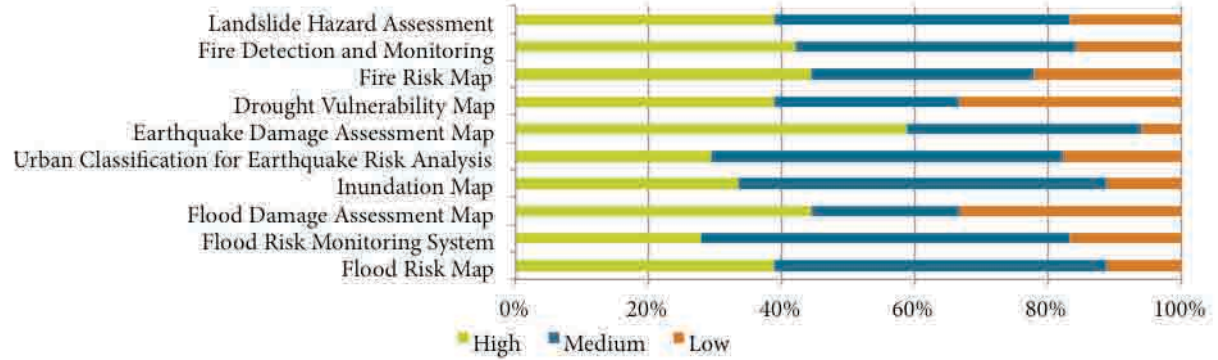 Landslide Hazard Assessment
Fire Detection and Monitoring
Fire Risk Map
Drought Vulnerability Map
Earthquake Damage Assessment Map
Urban Classification for Earthquake Risk Analysis
Inundation Map
Flood Damage Assessment Map
Flood Risk Monitoring System
Flood Risk Map
0% 20% 40% 60% 80% 100%
High Medium Low